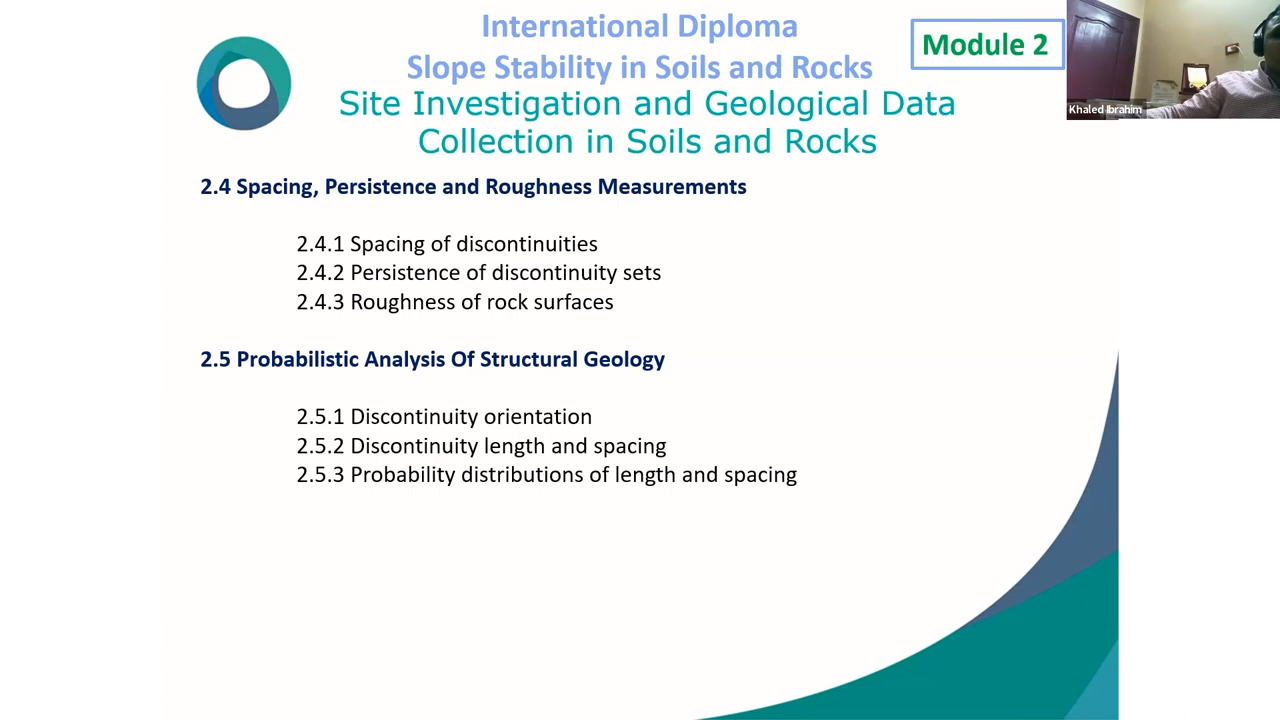 International Diploma
Slope Stability in Soils and Rocks
Module 2
Khaled Ibrahim
Site Investigation and Geological Data
Collection in Soils and Rocks
2.4 Spacing, Persistence and Roughness Measurements
2.4.1 Spacing of discontinuities
2.4.2 Persistence of discontinuity sets
2.4.3 Roughness of rock surfaces
2.5 Probabilistic Analysis Of Structural Geology
2.5.1 Discontinuity orientation
2.5.2 Discontinuity length and spacing
2.5.3 Probability distributions of length and spacing